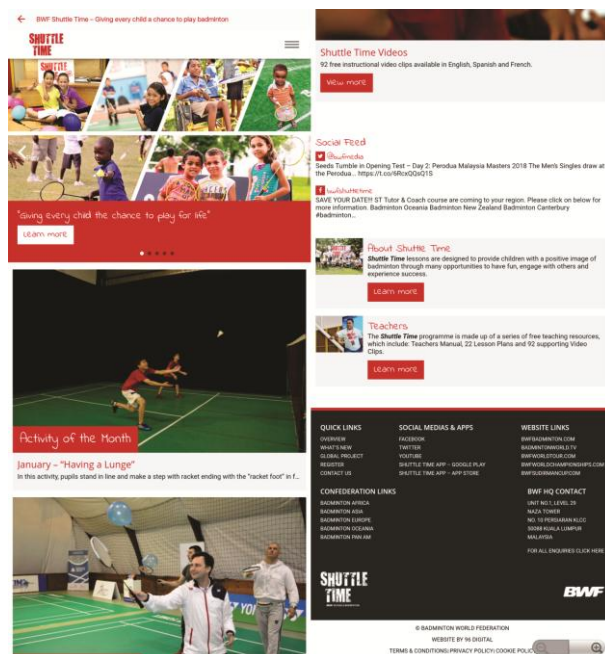 BWF Shuttle Time – Giving every child a chance to play badminton
SHUTTLE
TIME
SHUTTLE
"Giving every child the chance to play for life"
Learn more
Activity of the Month
January – "Having a Lunge"
In this activity, pupils stand in line and make a step with racket ending with the "racket foot" in f...
Shuttle Time Videos
92 free instructional video clips available in English, Spanish and French.
View more
Social Feed
@bwfmedia
Seeds Tumble in Opening Test – Day 2: Perodua Malaysia Masters 2018 The Men's Singles draw at
the Perodua... https://t.co/6RcxQQsQ1S
bwfshuttletime
SAVE YOUR DATE!!! ST Tutor & Coach course are coming to your region. Please click on below for
more information. Badminton Oceania Badminton New Zealand Badminton Canterbury
#badminton...
About Shuttle Time
Shuttle Time lessons are designed to provide children with a positive image of
badminton through many opportunities to have fun, engage with others and
experience success.
Learn more
Teachers
The Shuttle Time programme is made up of a series of free teaching resources,
which include: Teachers Manual, 22 Lesson Plans and 92 supporting Video
Clips.
Learn more
QUICK LINKS
OVERVIEW
WHAT'S NEW
GLOBAL PROJECT
REGISTER
CONTACT US
SOCIAL MEDIAS & APPS
FACEBOOK
TWITTER
YOUTUBE
SHUTTLE TIME APP – GOOGLE PLAY
SHUTTLE TIME APP – APP STORE
WEBSITE LINKS
BWFBADMINTON.COM
BADMINTONWORLD.TV
BWFWORLDTOUR.COM
BWFWORLDCHAMPIONSHIPS.COM
BWFSUDIRMANCUP.COM
CONFEDERATION LINKS
BADMINTON AFRICA
BADMINTON ASIA
BADMINTON EUROPE
BADMINTON OCEANIA
BADMINTON PAN AM
BWF HQ CONTACT
UNIT NO.1, LEVEL 29
NAZA TOWER
NO. 10 PERSIARAN KLCC
50088 KUALA LUMPUR
MALAYSIA
FOR ALL ENQUIRIES CLICK HERE
SHUTTLE
TIME
BWF
© BADMINTON WORLD FEDERATION
WEBSITE BY 96 DIGITAL
TERMS & CONDITIONS| PRIVACY POLICY| COOKIE POLIC